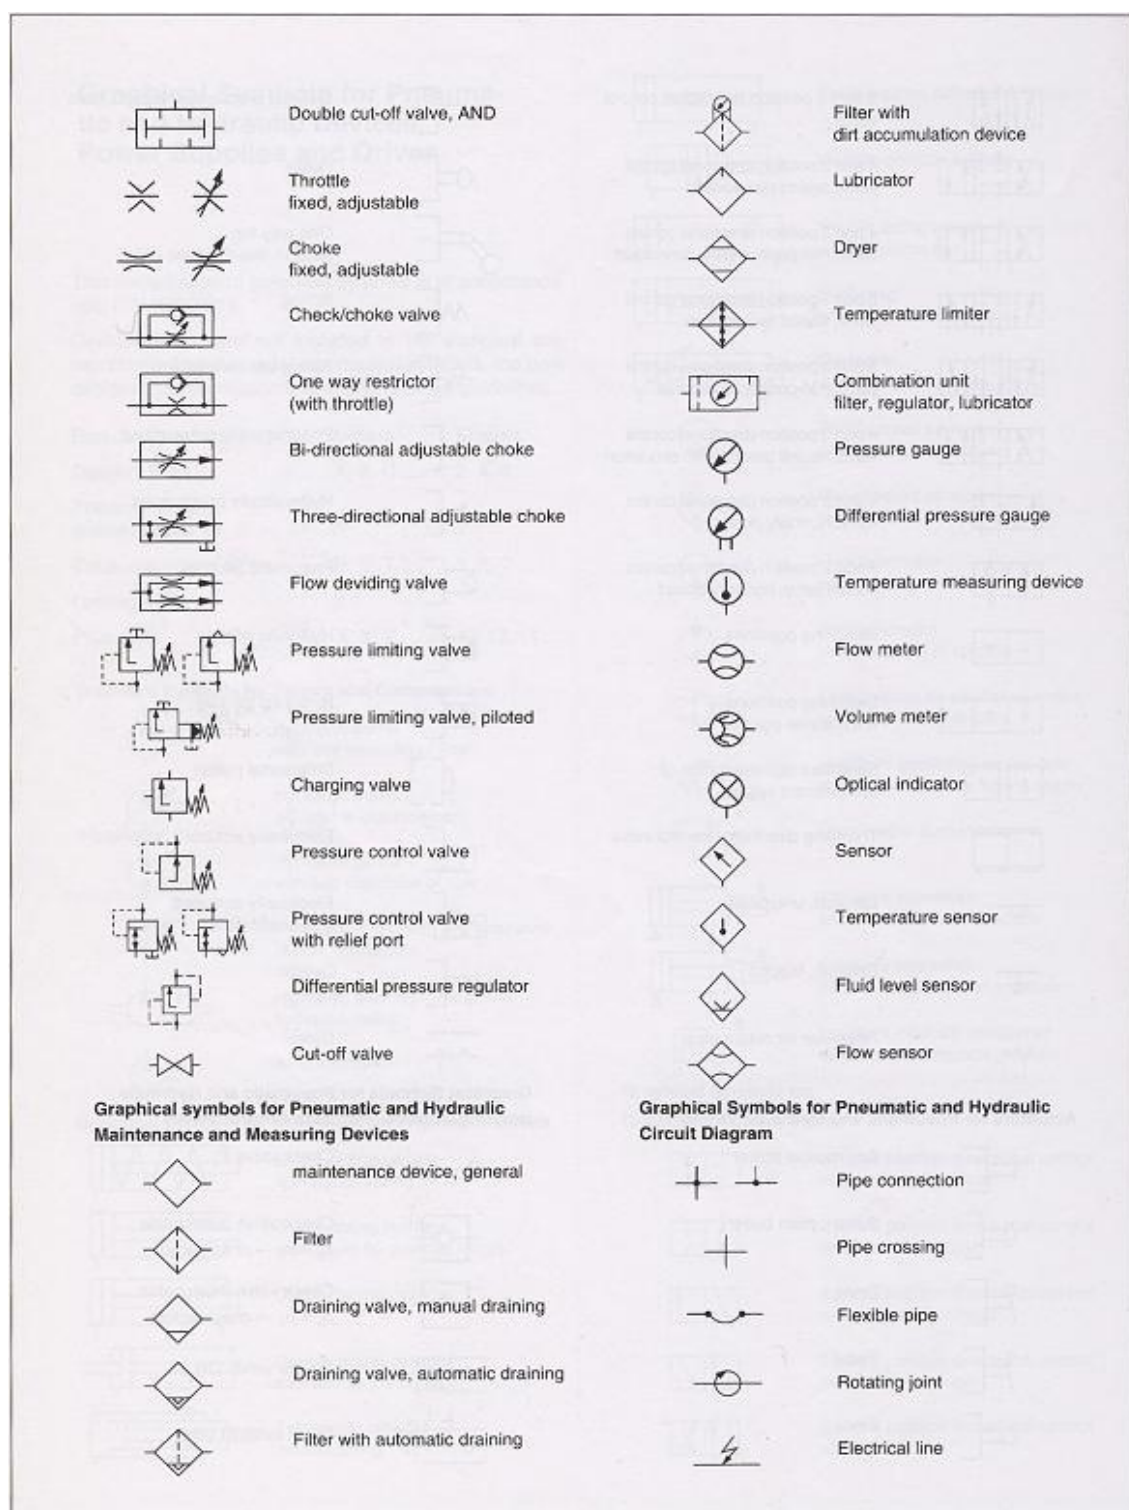 Double cut-off valve, AND
Throttle
fixed, adjustable
Choke
fixed, adjustable
Check/choke valve
One way restrictor
(with throttle)
Bi-directional adjustable choke
Three-directional adjustable choke
Flow deviding valve
Pressure limiting valve
Pressure limiting valve, piloted
Charging valve
Pressure control valve
Pressure control valve
with relief port
Differential pressure regulator
Cut-off valve
Graphical symbols for Pneumatic and Hydraulic
Maintenance and Measuring Devices
maintenance device, general
Filter
Draining valve, manual draining
Draining valve, automatic draining
Filter with automatic draining
Filter with
dirt accumulation device
Lubricator
Dryer
Temperature limiter
Combination unit
filter, regulator, lubricator
Pressure gauge
Differential pressure gauge
Temperature measuring device
Flow meter
Volume meter
Optical indicator
Sensor
Temperature sensor
Fluid level sensor
Flow sensor
Graphical Symbols for Pneumatic and Hydraulic
Circuit Diagram
Pipe connection
Pipe crossing
Flexible pipe
Rotating joint
Electrical line